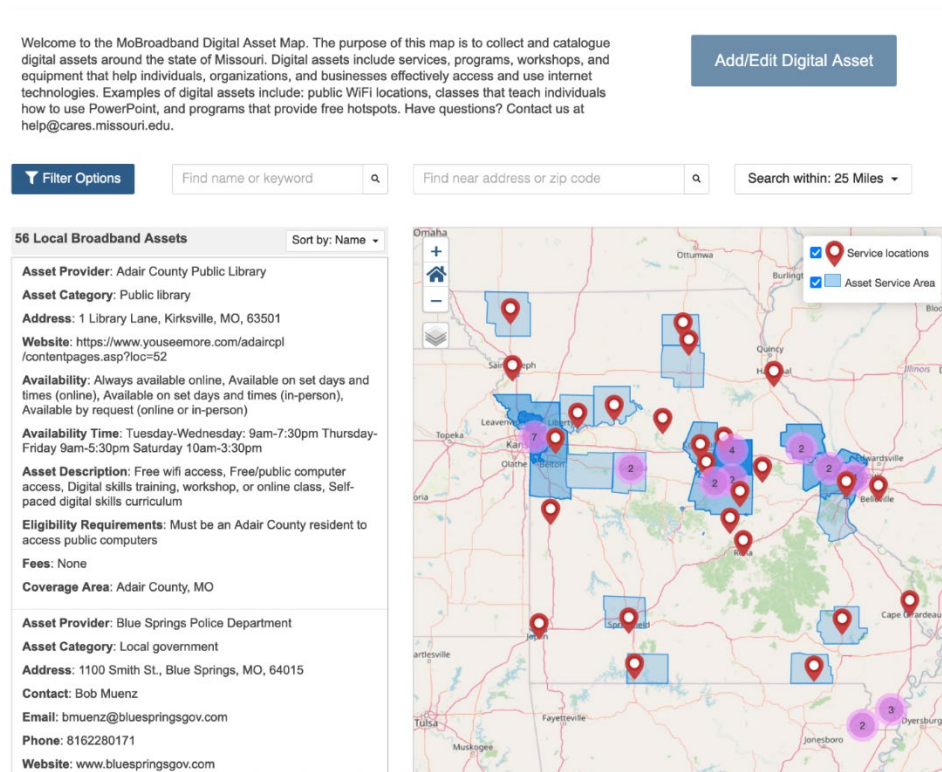 Welcome to the MoBroadband Digital Asset Map. The purpose of this map is to collect and catalogue
digital assets around the state of Missouri. Digital assets include services, programs, workshops, and
equipment that help individuals, organizations, and businesses effectively access and use internet
technologies. Examples of digital assets include: public WiFi locations, classes that teach individuals
how to use PowerPoint, and programs that provide free hotspots. Have questions? Contact us at
help@cares.missouri.edu.
Add/Edit Digital Asset
Filter Options
Find name or keyword
Find near address or zip code
Search within: 25 Miles
56 Local Broadband Assets
Sort by: Name
Asset Provider: Adair County Public Library
Asset Category: Public library
Address: 1 Library Lane, Kirksville, MO, 63501
Website: https://www.youseemore.com/adaircpl
/contentpages.asp?loc=52
Availability: Always available online, Available on set days and
times (online), Available on set days and times (in-person),
Available by request (online or in-person)
Availability Time: Tuesday-Wednesday: 9am-7:30pm Thursday-
Friday 9am-5:30pm Saturday 10am-3:30pm
Asset Description: Free wifi access, Free/public computer
access, Digital skills training, workshop, or online class, Self-
paced digital skills curriculum
Eligibility Requirements: Must be an Adair County resident to
access public computers
Fees: None
Coverage Area: Adair County, MO
Asset Provider: Blue Springs Police Department
Asset Category: Local government
Address: 1100 Smith St., Blue Springs, MO, 64015
Contact: Bob Muenz
Email: bmuenz@bluespringsgov.com
Phone: 8162280171
Website: www.bluespringsgov.com
Omaha
+
−
Service locations
Asset Service Area
Ottumwa
Burlingt
Bloo
Quincy
Illinois
Leavenw
Liberty
Topeka
Kan
7
Olathe
Belton
2
4
2
2
2
2
Edwardsville
Belleville
oria
Rolla
Springfield
Joplin
Cape Girardeau
artlesville
Tulsa
Fayetteville
Muskogee
Jonesboro
3
2
Dyersburg